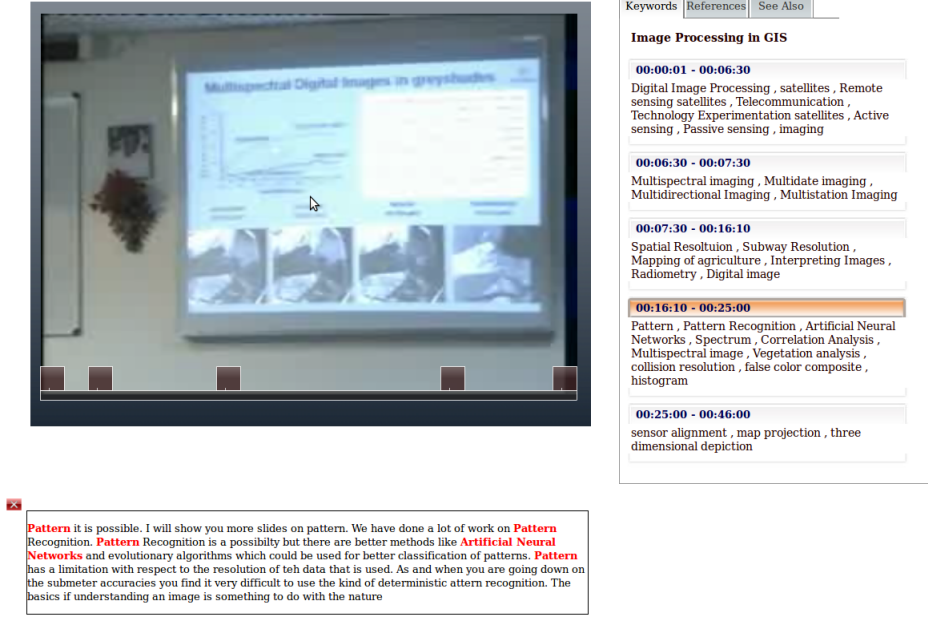 Multispectral Digital Images in greyshades
Keywords References See Also
Image Processing in GIS
00:00:01 - 00:06:30
Digital Image Processing , satellites , Remote
sensing satellites , Telecommunication ,
Technology Experimentation satellites , Active
sensing , Passive sensing , imaging
00:06:30 - 00:07:30
Multispectral imaging , Multidate imaging ,
Multidirectional Imaging , Multistation Imaging
00:07:30 - 00:16:10
Spatial Resoltuion , Subway Resolution ,
Mapping of agriculture , Interpreting Images ,
Radiometry , Digital image
00:16:10 - 00:25:00
Pattern , Pattern Recognition , Artificial Neural
Networks , Spectrum , Correlation Analysis ,
Multispectral image , Vegetation analysis ,
collision resolution , false color composite ,
histogram
00:25:00 - 00:46:00
sensor alignment , map projection , three
dimensional depiction
Pattern it is possible. I will show you more slides on pattern. We have done a lot of work on Pattern
Recognition. Pattern Recognition is a possibilty but there are better methods like Artificial Neural
Networks and evolutionary algorithms which could be used for better classification of patterns. Pattern
has a limitation with respect to the resolution of teh data that is used. As and when you are going down on
the submeter accuracies you find it very difficult to use the kind of deterministic attern recognition. The
basics if understanding an image is something to do with the nature